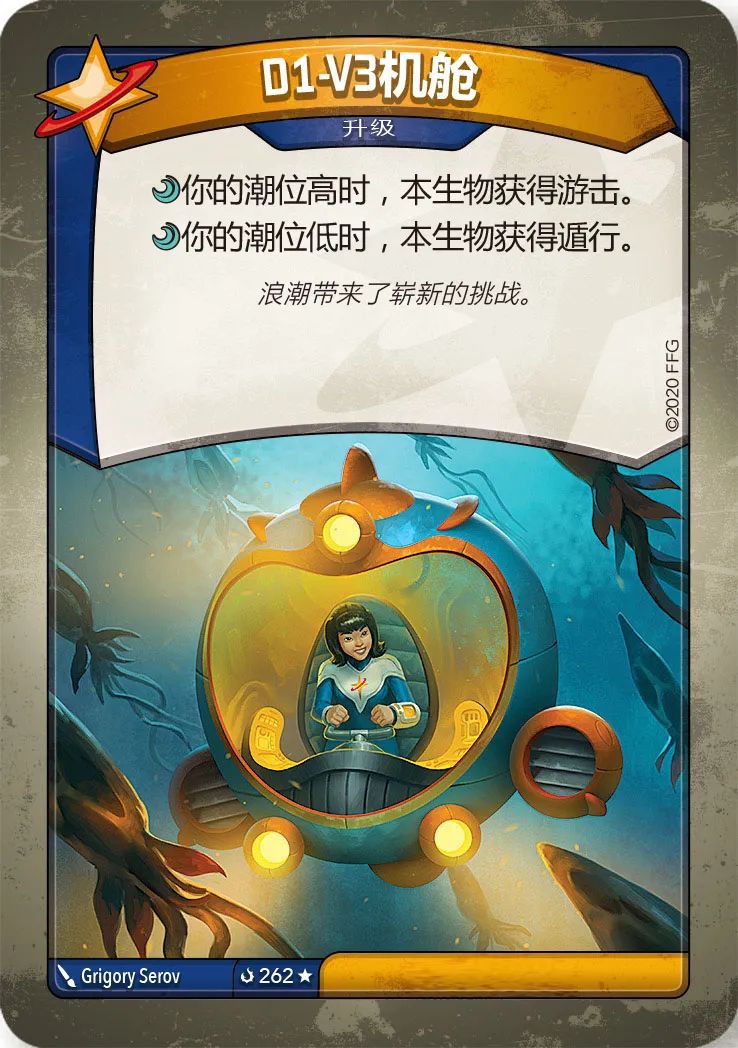 D1-V3机舱
升级
你的潮位高时，本生物获得游击。
你的潮位低时，本生物获得遁行。
浪潮带来了崭新的挑战。
©2020 FFG
Grigory Serov
262